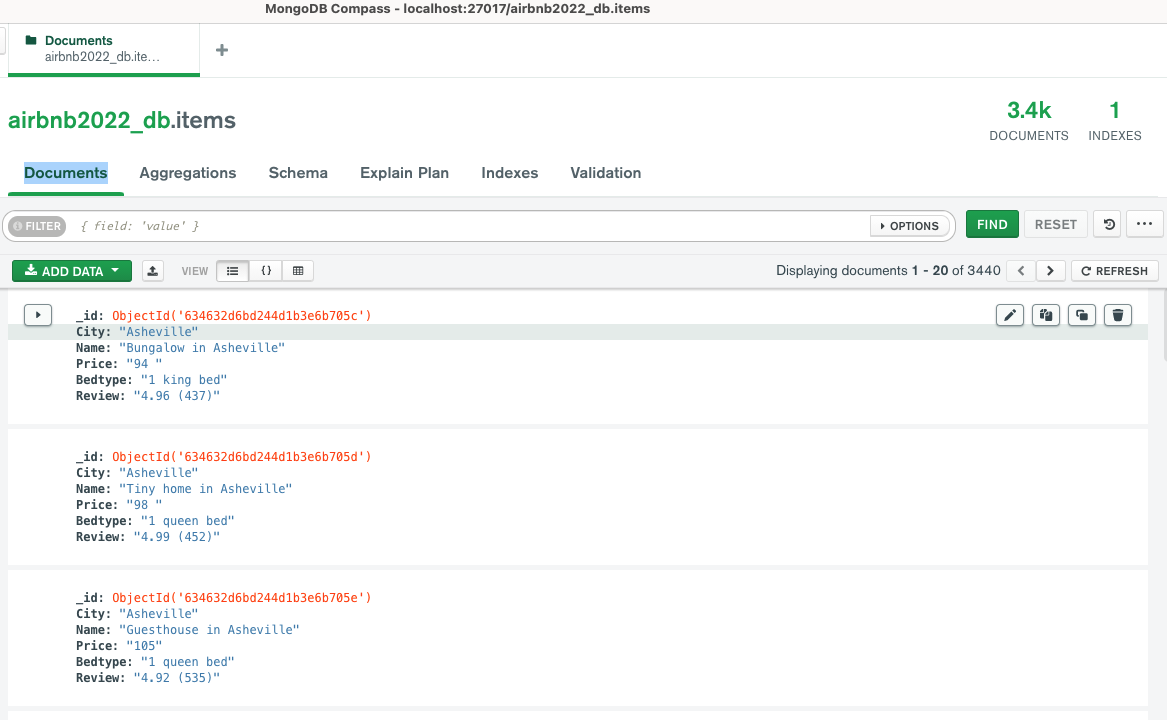 MongoDB Compass - localhost:27017/airbnb2022_db.items
Documents
airbnb2022_db.ite...
airbnb2022_db.items
3.4k
DOCUMENTS
1
INDEXES
Documents Aggregations Schema Explain Plan Indexes Validation
FILTER { field: 'value' } OPTIONS FIND RESET
ADD DATA VIEW {} Displaying documents 1 - 20 of 3440 REFRESH
_id: ObjectId('634632d6bd244d1b3e6b705c')
City: "Asheville"
Name: "Bungalow in Asheville"
Price: "94 "
Bedtype: "1 king bed"
Review: "4.96 (437)"
_id: ObjectId('634632d6bd244d1b3e6b705d')
City: "Asheville"
Name: "Tiny home in Asheville"
Price: "98 "
Bedtype: "1 queen bed"
Review: "4.99 (452)"
_id: ObjectId('634632d6bd244d1b3e6b705e')
City: "Asheville"
Name: "Guesthouse in Asheville"
Price: "105"
Bedtype: "1 queen bed"
Review: "4.92 (535)"